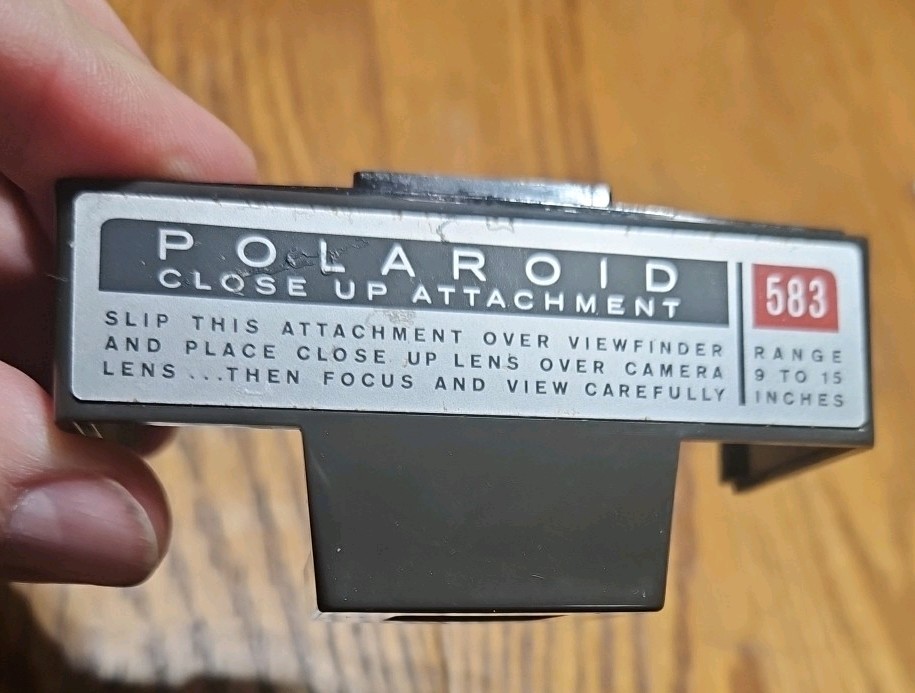 POLAROID
CLOSE UP ATTACHMENT
SLIP THIS ATTACHMENT OVER VIEWFINDER
AND PLACE CLOSE UP LENS OVER CAMERA
LENS ...THEN FOCUS AND VIEW CAREFULLY
583
RANGE
9 TO 15
INCHES